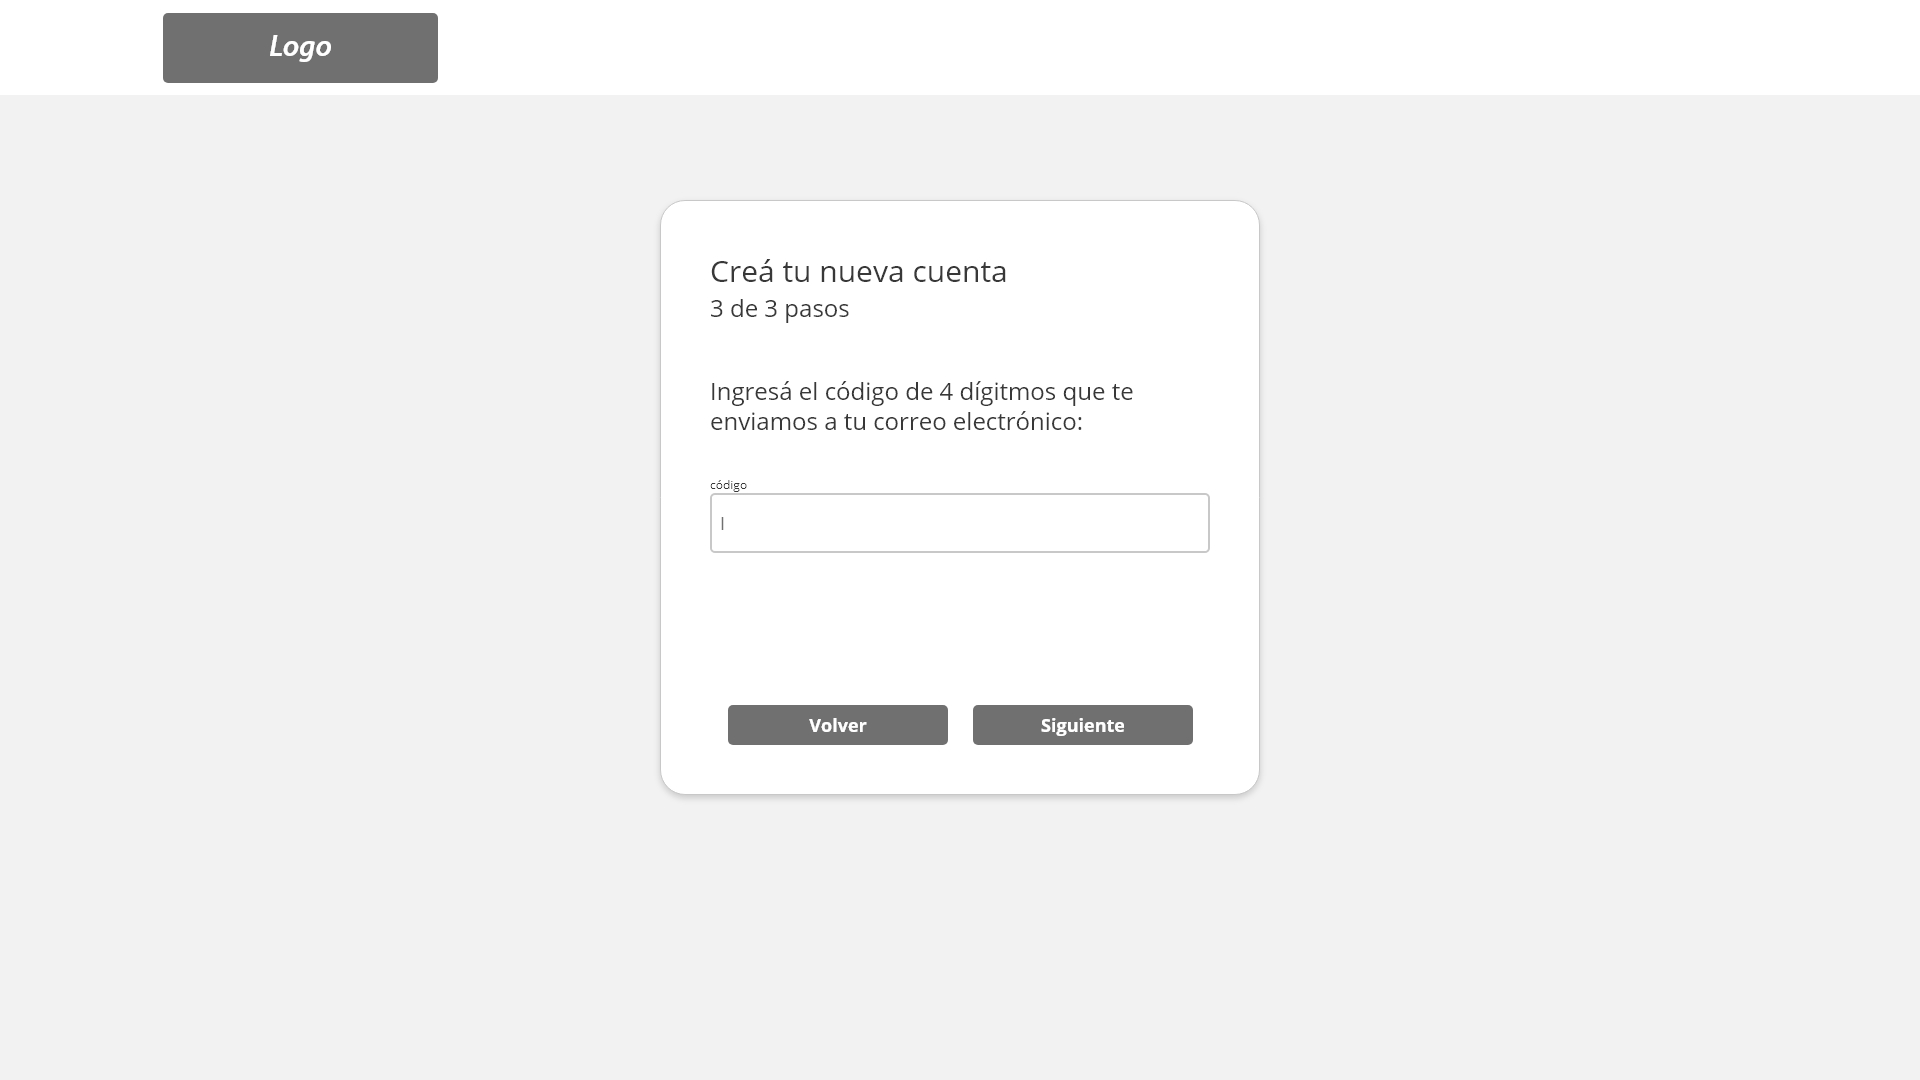 Logo
Creá tu nueva cuenta
3 de 3 pasos
Ingresá el código de 4 dígitmos que te
enviamos a tu correo electrónico:
código
Volver
Siguiente